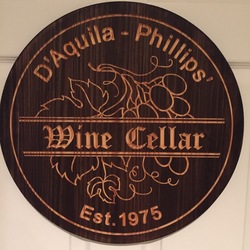 D'Aquila - Phillips'
Wine Cellar
Est. 1975